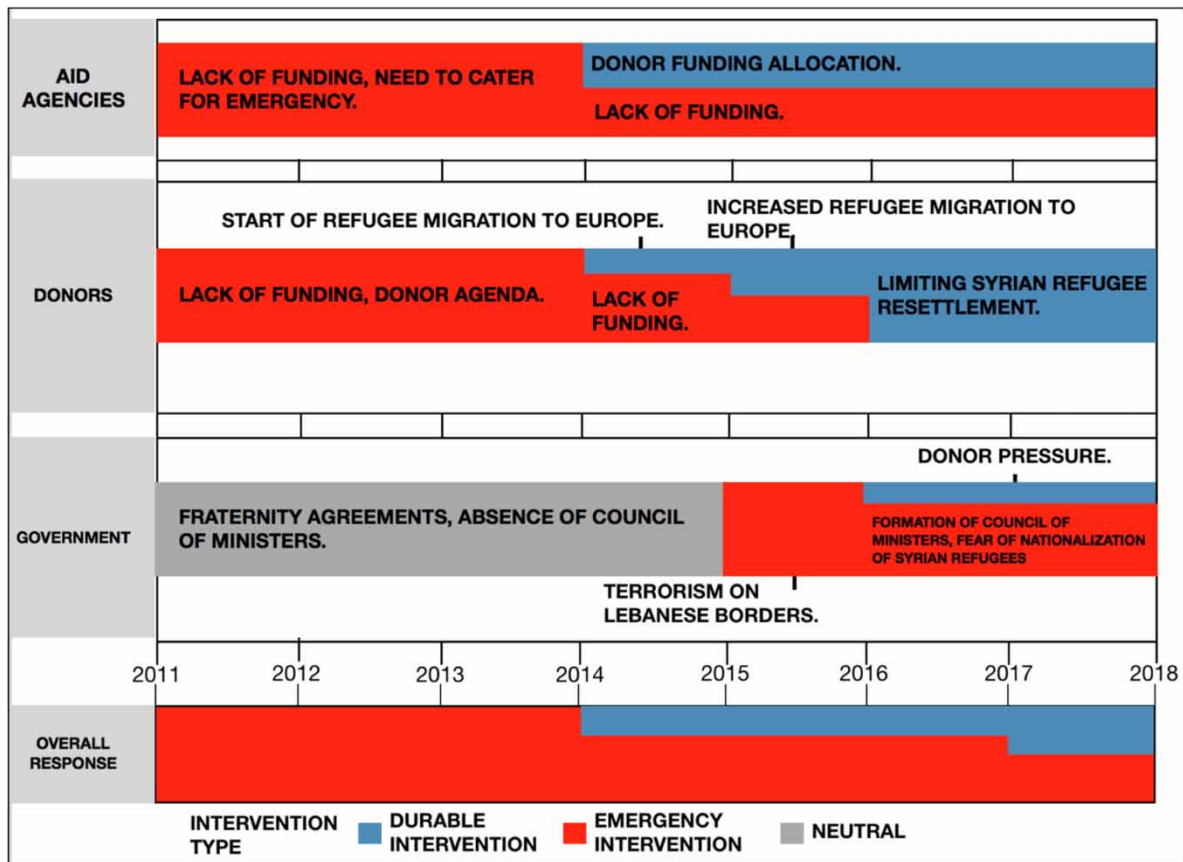 AID
AGENCIES
LACK OF FUNDING, NEED TO CATER
FOR EMERGENCY.
DONOR FUNDING ALLOCATION.
LACK OF FUNDING.
START OF REFUGEE MIGRATION TO EUROPE.
INCREASED REFUGEE MIGRATION TO
EUROPE
DONORS
LACK OF FUNDING, DONOR AGENDA.
LACK OF
FUNDING.
LIMITING SYRIAN REFUGEE
RESETTLEMENT.
DONOR PRESSURE.
GOVERNMENT
FRATERNITY AGREEMENTS, ABSENCE OF COUNCIL
OF MINISTERS.
FORMATION OF COUNCIL OF
MINISTERS, FEAR OF NATIONALIZATION
OF SYRIAN REFUGEES
TERRORISM ON
LEBANESE BORDERS.
2011 2012 2013 2014 2015 2016 2017 2018
OVERALL
RESPONSE
INTERVENTION
TYPE
DURABLE
INTERVENTION
EMERGENCY
INTERVENTION
NEUTRAL